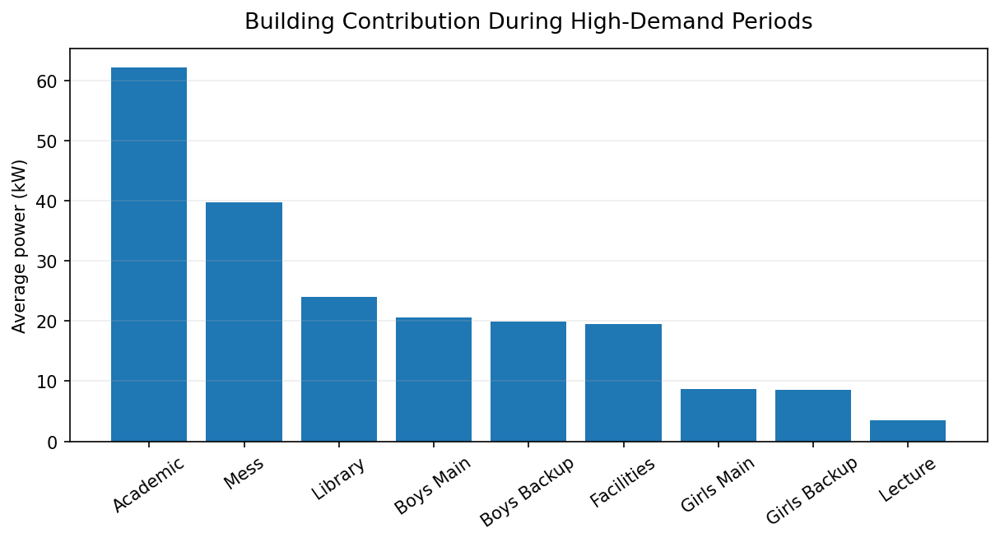 Building Contribution During High-Demand Periods
Average power (kW)
60
50
40
30
20
10
0
Academic
Mess
Library
Boys Main
Boys Backup
Facilities
Girls Main
Girls Backup
Lecture